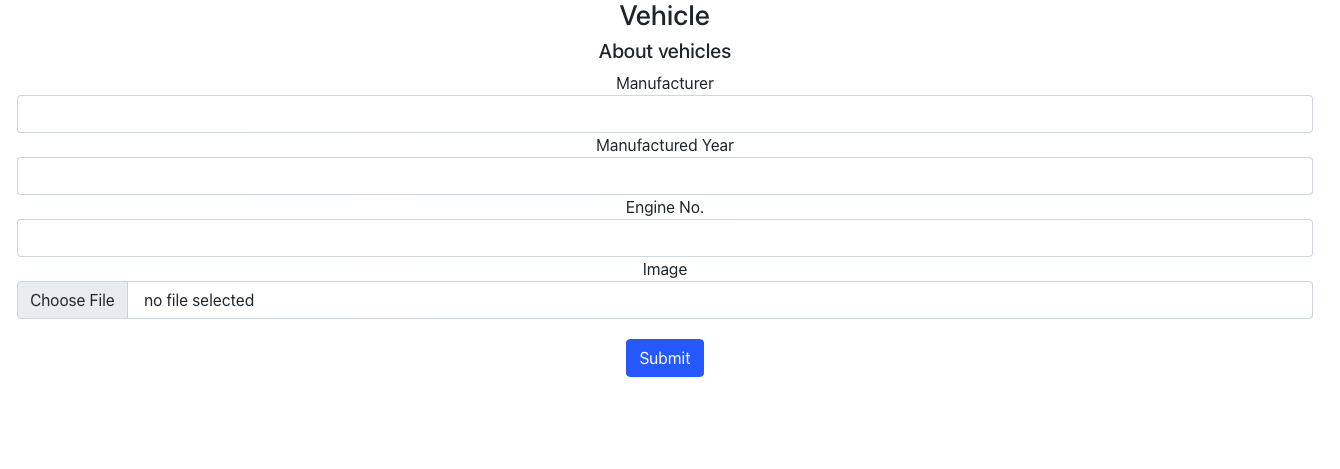 Vehicle
About vehicles
Manufacturer
Manufactured Year
Engine No.
Image
Choose File no file selected
Submit